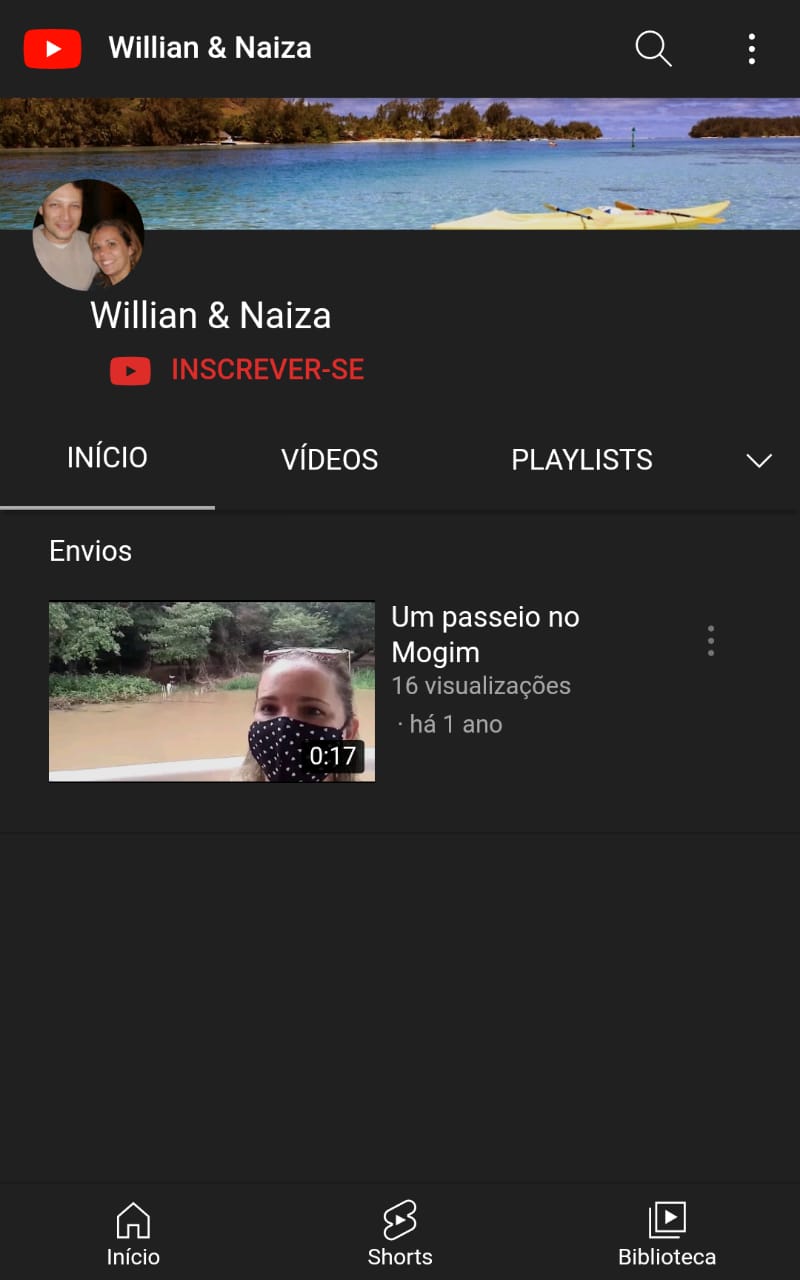 Willian & Naiza
Willian & Naiza
INSCREVER-SE
INÍCIO
VÍDEOS
PLAYLISTS
Envios
Um passeio no
Mogim
16 visualizações
· há 1 ano
0:17
Início
Shorts
Biblioteca